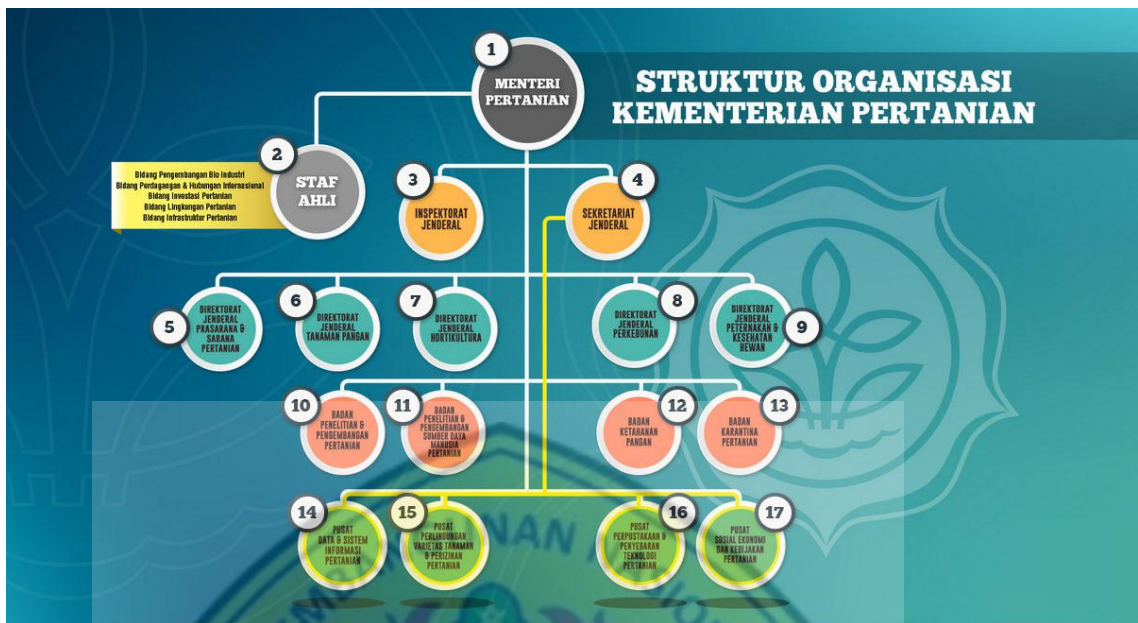 STRUKTUR ORGANISASI
KEMENTERIAN PERTANIAN
1
MENTERI
PERTANIAN
2
STAF
AHLI
Bidang Pengembangan Bio Industri
Bidang Perdagangan & Hubungan Internasional
Bidang Investasi Pertanian
Bidang Lingkungan Pertanian
Bidang Infrastruktur Pertanian
3
INSPEKTORAT
JENDERAL
4
SEKRETARIAT
JENDERAL
5
DIREKTORAT
JENDERAL
PRASARANA &
SARANA
PERTANIAN
6
DIREKTORAT
JENDERAL
TANAMAN PANGAN
7
DIREKTORAT
JENDERAL
HORTIKULTURA
8
DIREKTORAT
JENDERAL
PERKEBUNAN
9
DIREKTORAT
JENDERAL
PETERNAKAN &
KESEHATAN
HEWAN
10
BADAN
PENELITIAN &
PENGEMBANGAN
PERTANIAN
11
BADAN
PENELITIAN &
PENGEMBANGAN
SUMBER DAYA
MANUSIA
PERTANIAN
12
BADAN
KETAHANAN
PANGAN
13
BADAN
KARANTINA
PERTANIAN
14
PUSAT
DATA & SISTEM
INFORMASI
PERTANIAN
15
PUSAT
PERLINDUNGAN
VARIETAS TANAMAN
& PERIZINAN
PERTANIAN
16
PUSAT
PERPUSTAKAAN &
PENYEBARAN
TEKNOLOGI
PERTANIAN
17
PUSAT
SOSIAL EKONOMI
DAN KEBIJAKAN
PERTANIAN